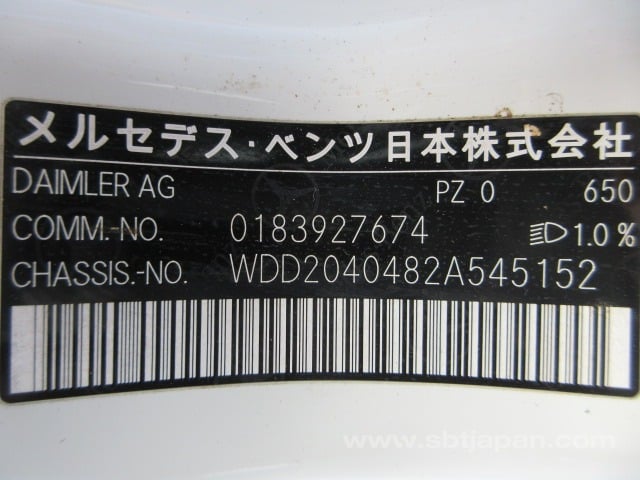 メルセデス・ベンツ日本株式会社
DAIMLER AG PZ 0 650
COMM.-NO. 0183927674 1.0 %
CHASSIS.-NO. WDD2040482A545152
www.sbtjapan.com/